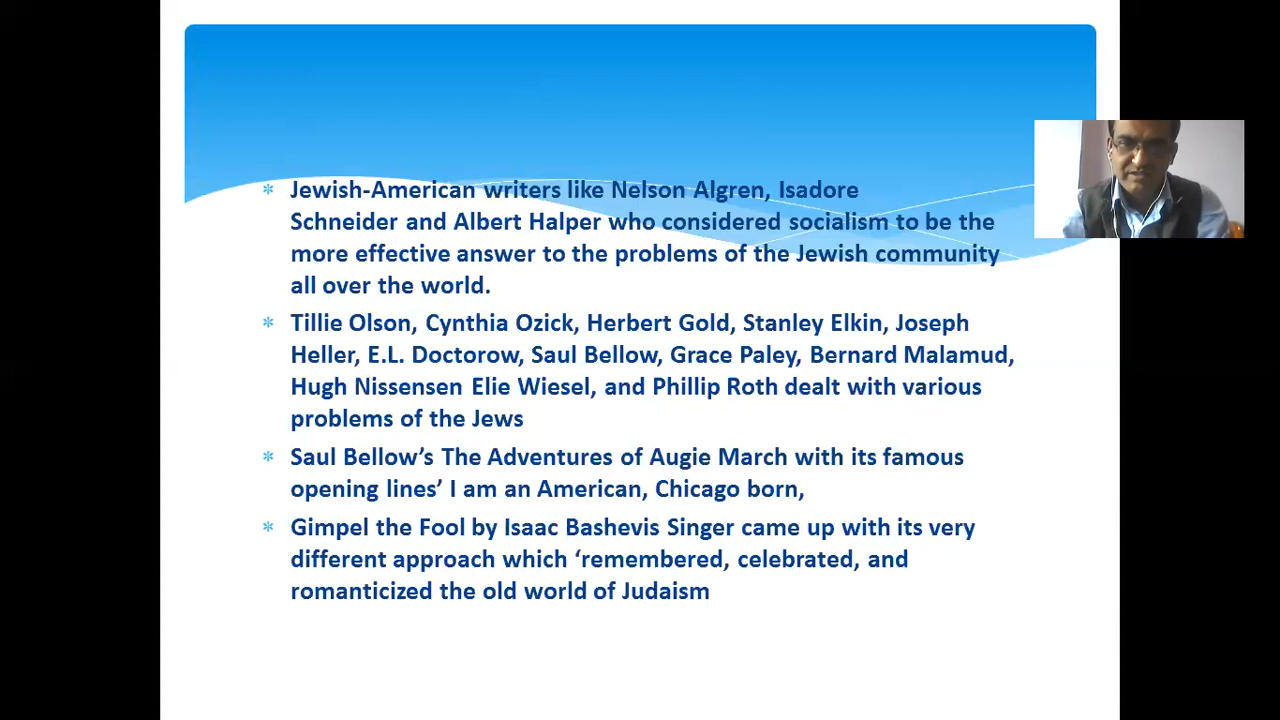 Jewish-American writers like Nelson Algren, Isadore
Schneider and Albert Halper who considered socialism to be the
more effective answer to the problems of the Jewish community
all over the world.
Tillie Olson, Cynthia Ozick, Herbert Gold, Stanley Elkin, Joseph
Heller, E.L. Doctorow, Saul Bellow, Grace Paley, Bernard Malamud,
Hugh Nissensen Elie Wiesel, and Phillip Roth dealt with various
problems of the Jews
Saul Bellow’s The Adventures of Augie March with its famous
opening lines’ I am an American, Chicago born,
Gimpel the Fool by Isaac Bashevis Singer came up with its very
different approach which ‘remembered, celebrated, and
romanticized the old world of Judaism